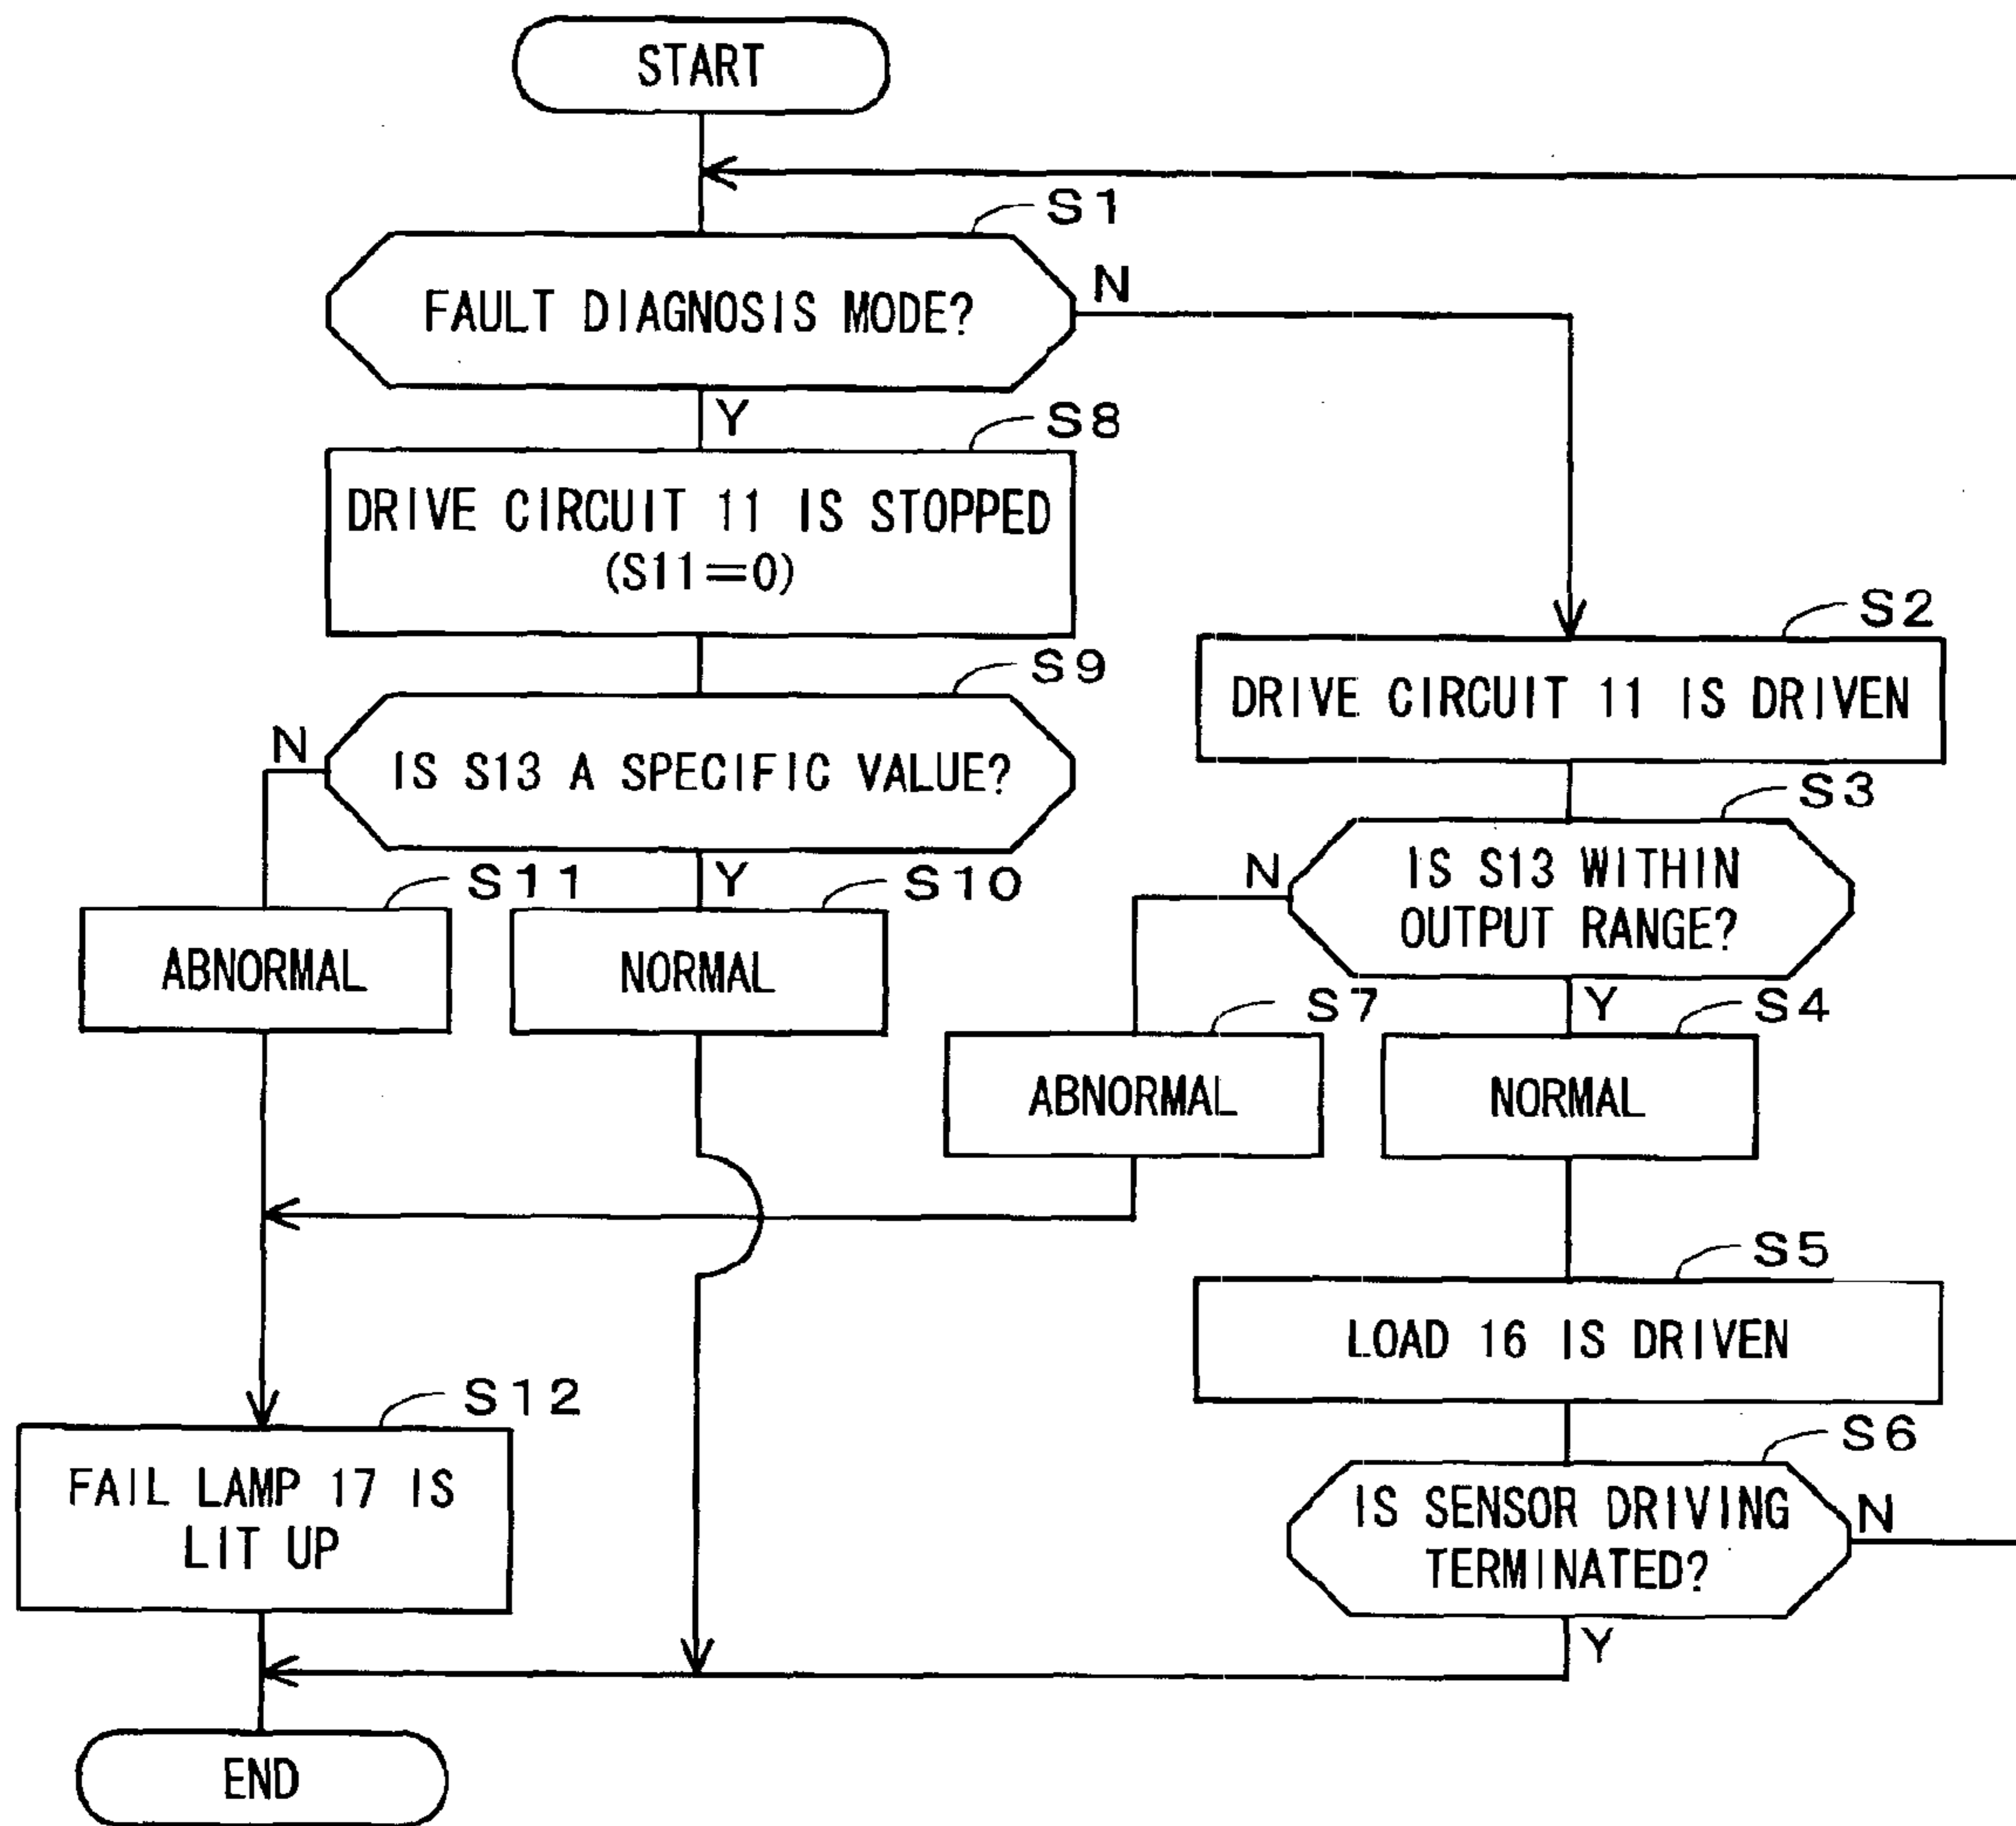 START
S1
FAULT DIAGNOSIS MODE?
N
Y
S8
DRIVE CIRCUIT 11 IS STOPPED
(S11=0)
S2
DRIVE CIRCUIT 11 IS DRIVEN
S9
IS S13 A SPECIFIC VALUE?
N
Y
S3
IS S13 WITHIN
OUTPUT RANGE?
N
Y
S11
ABNORMAL
S10
NORMAL
S7
ABNORMAL
S4
NORMAL
S5
LOAD 16 IS DRIVEN
S12
FAIL LAMP 17 IS
LIT UP
S6
IS SENSOR DRIVING
TERMINATED?
N
Y
END